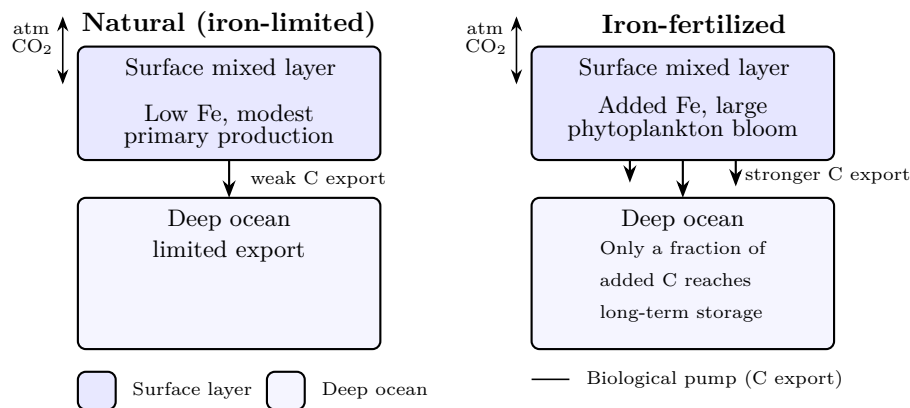 Natural (iron-limited)
atm
CO₂
Surface mixed layer
Low Fe, modest
primary production
weak C export
Deep ocean
limited export
Iron-fertilized
atm
CO₂
Surface mixed layer
Added Fe, large
phytoplankton bloom
stronger C export
Deep ocean
Only a fraction of
added C reaches
long-term storage
Surface layer
Deep ocean
Biological pump (C export)